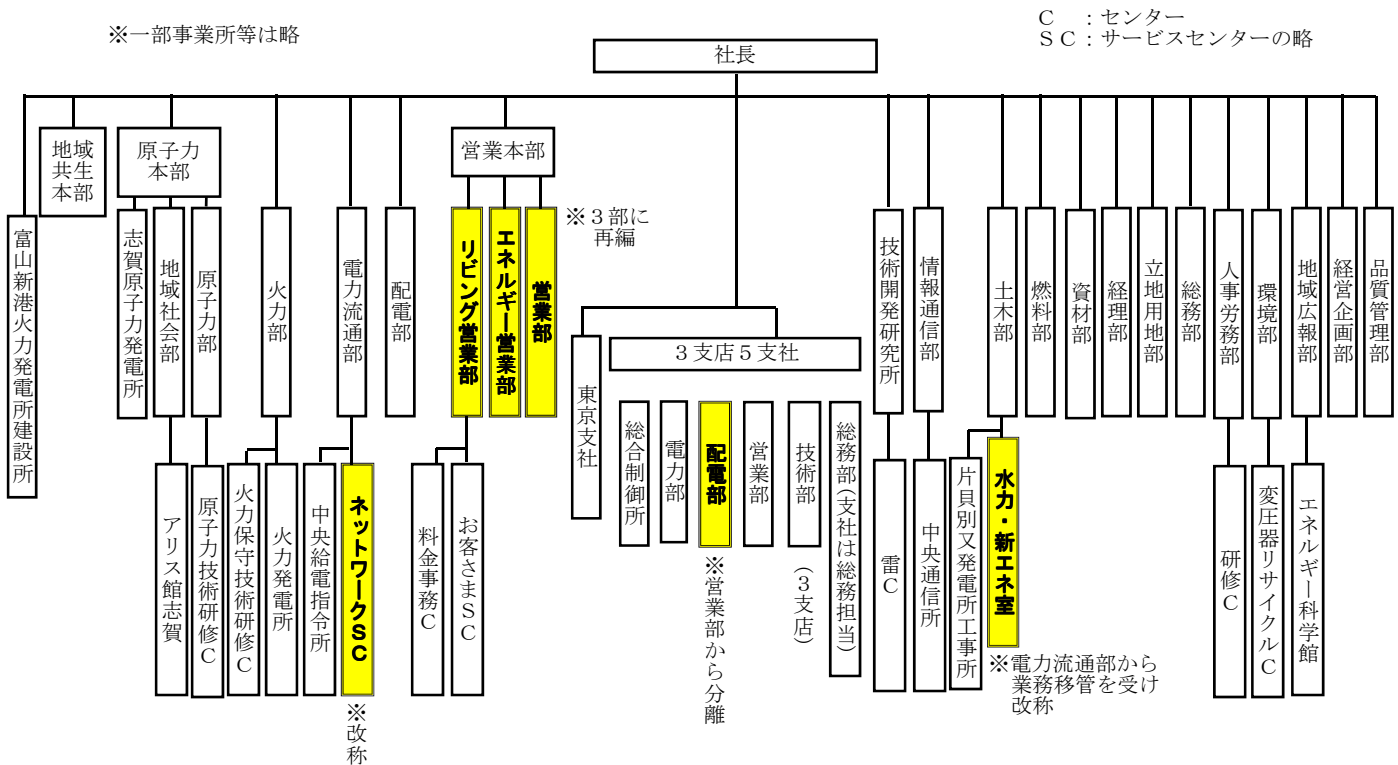 ※一部事業所等は略
Ｃ　：センター
ＳＣ：サービスセンターの略
社長
地域
共生
本部
原子力
本部
営業本部
富山新港火力発電所建設所
志賀原子力発電所
地域社会部
原子力部
火力部
電力流通部
配電部
リビング営業部
エネルギー営業部
営業部
※３部に
再編
技術開発研究所
情報通信部
土木部
燃料部
資材部
経理部
立地用地部
総務部
人事労務部
環境部
地域広報部
経営企画部
品質管理部
東京支社
３支店５支社
総合制御所
電力部
配電部
※営業部から分離
営業部
技術部
（３支店）
総務部（支社は総務担当）
アリス館志賀
原子力技術研修Ｃ
火力保守技術研修Ｃ
火力発電所
中央給電指令所
ネットワークＳＣ
※改称
料金事務Ｃ
お客さまＳＣ
雷Ｃ
中央通信所
片貝別又発電所工事所
水力・新エネ室
※電力流通部から
業務移管を受け
改称
研修Ｃ
変圧器リサイクルＣ
エネルギー科学館